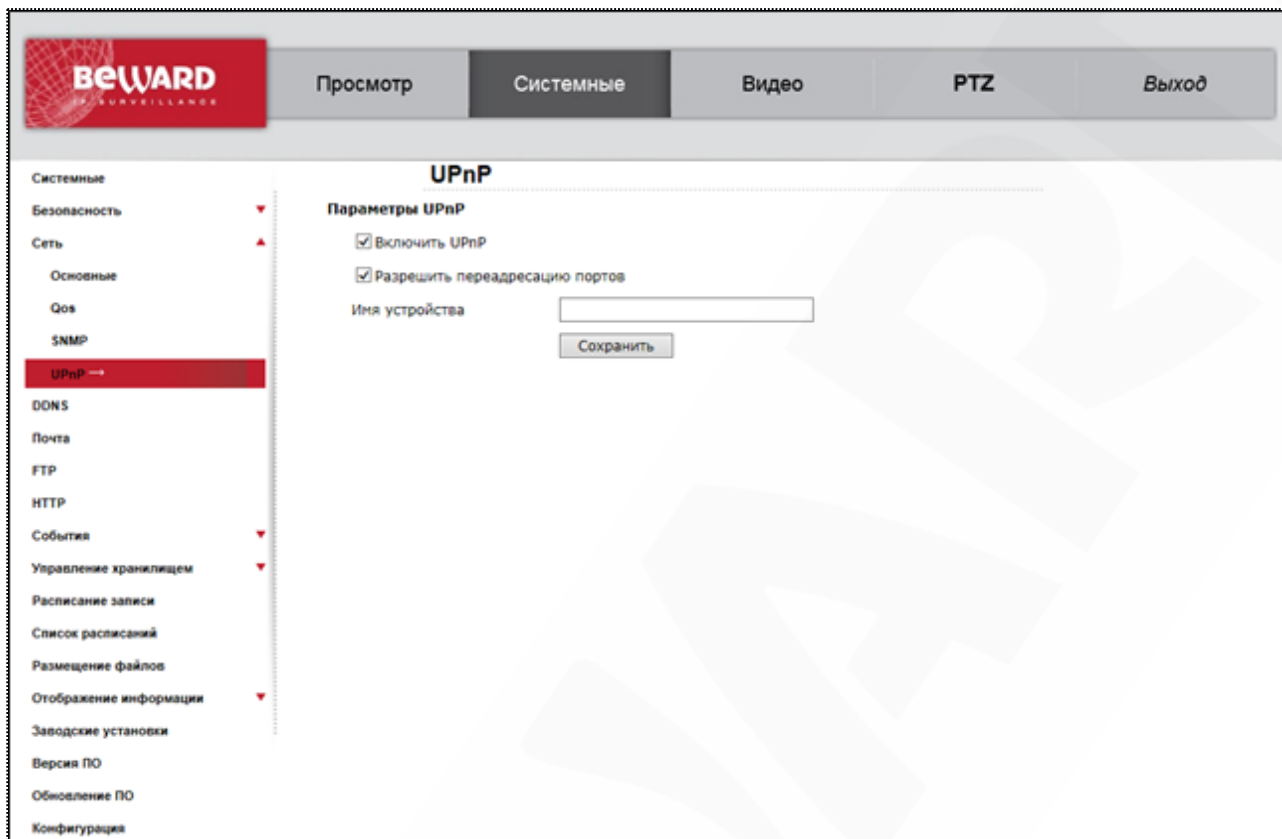 BEWARD
IP SURVEILLANCE
Просмотр
Системные
Видео
PTZ
Выход
Системные
Безопасность
Сеть
Основные
Qos
SNMP
UPnP →
DDNS
Почта
FTP
HTTP
События
Управление хранилищем
Расписание записи
Список расписаний
Размещение файлов
Отображение информации
Заводские установки
Версия ПО
Обновление ПО
Конфигурация
UPnP
Параметры UPnP
Включить UPnP
Разрешить переадресацию портов
Имя устройства
Сохранить